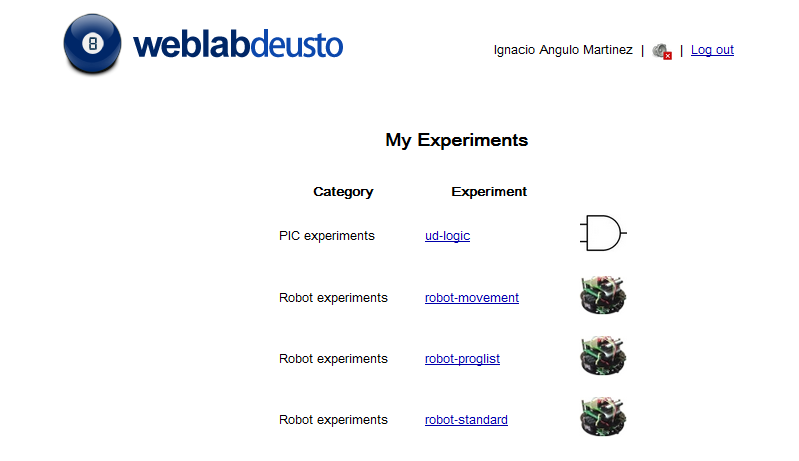 8 weblabdeusto
Ignacio Angulo Martinez | | Log out
My Experiments
Category Experiment
PIC experiments ud-logic
Robot experiments robot-movement
Robot experiments robot-proglist
Robot experiments robot-standard